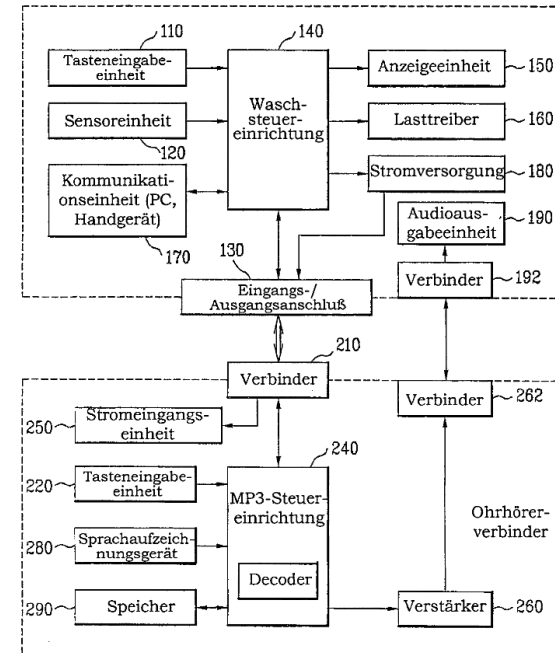 110
140
Tasteneingabe-
einheit
Wasch-
steuer-
einrichtung
Anzeigeeinheit
150
Sensoreinheit
Lasttreiber
160
120
Stromversorgung
180
Kommunikati-
onseinheit (PC,
Handgerät)
Audioaus-
gabeeinheit
190
170
130
Eingangs-/
Ausgangsanschluß
Verbinder
192
210
Verbinder
Verbinder
262
250
Stromeingangs-
einheit
240
220
Tasteneingabe-
einheit
MP3-Steuer-
einrichtung
Ohrhörer-
verbinder
280
Sprachaufzeich-
nungsgerät
Decoder
290
Speicher
Verstärker
260